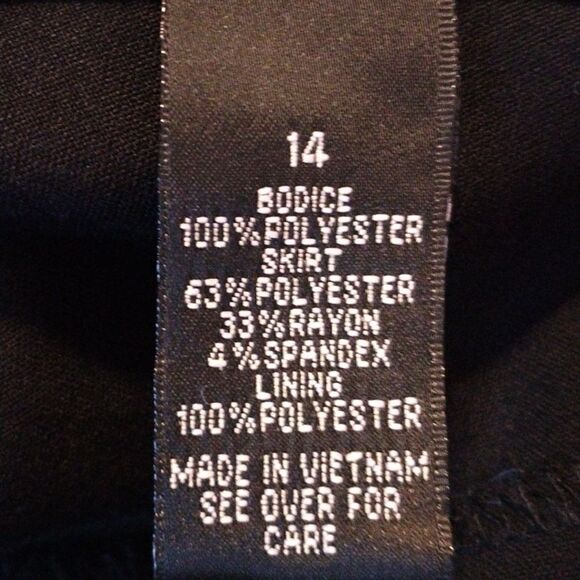 14
BODICE
100%POLYESTER
SKIRT
63%POLYESTER
33%RAYON
4%SPANDEX
LINING
100%POLYESTER
MADE IN VIETNAM
SEE OVER FOR
CARE